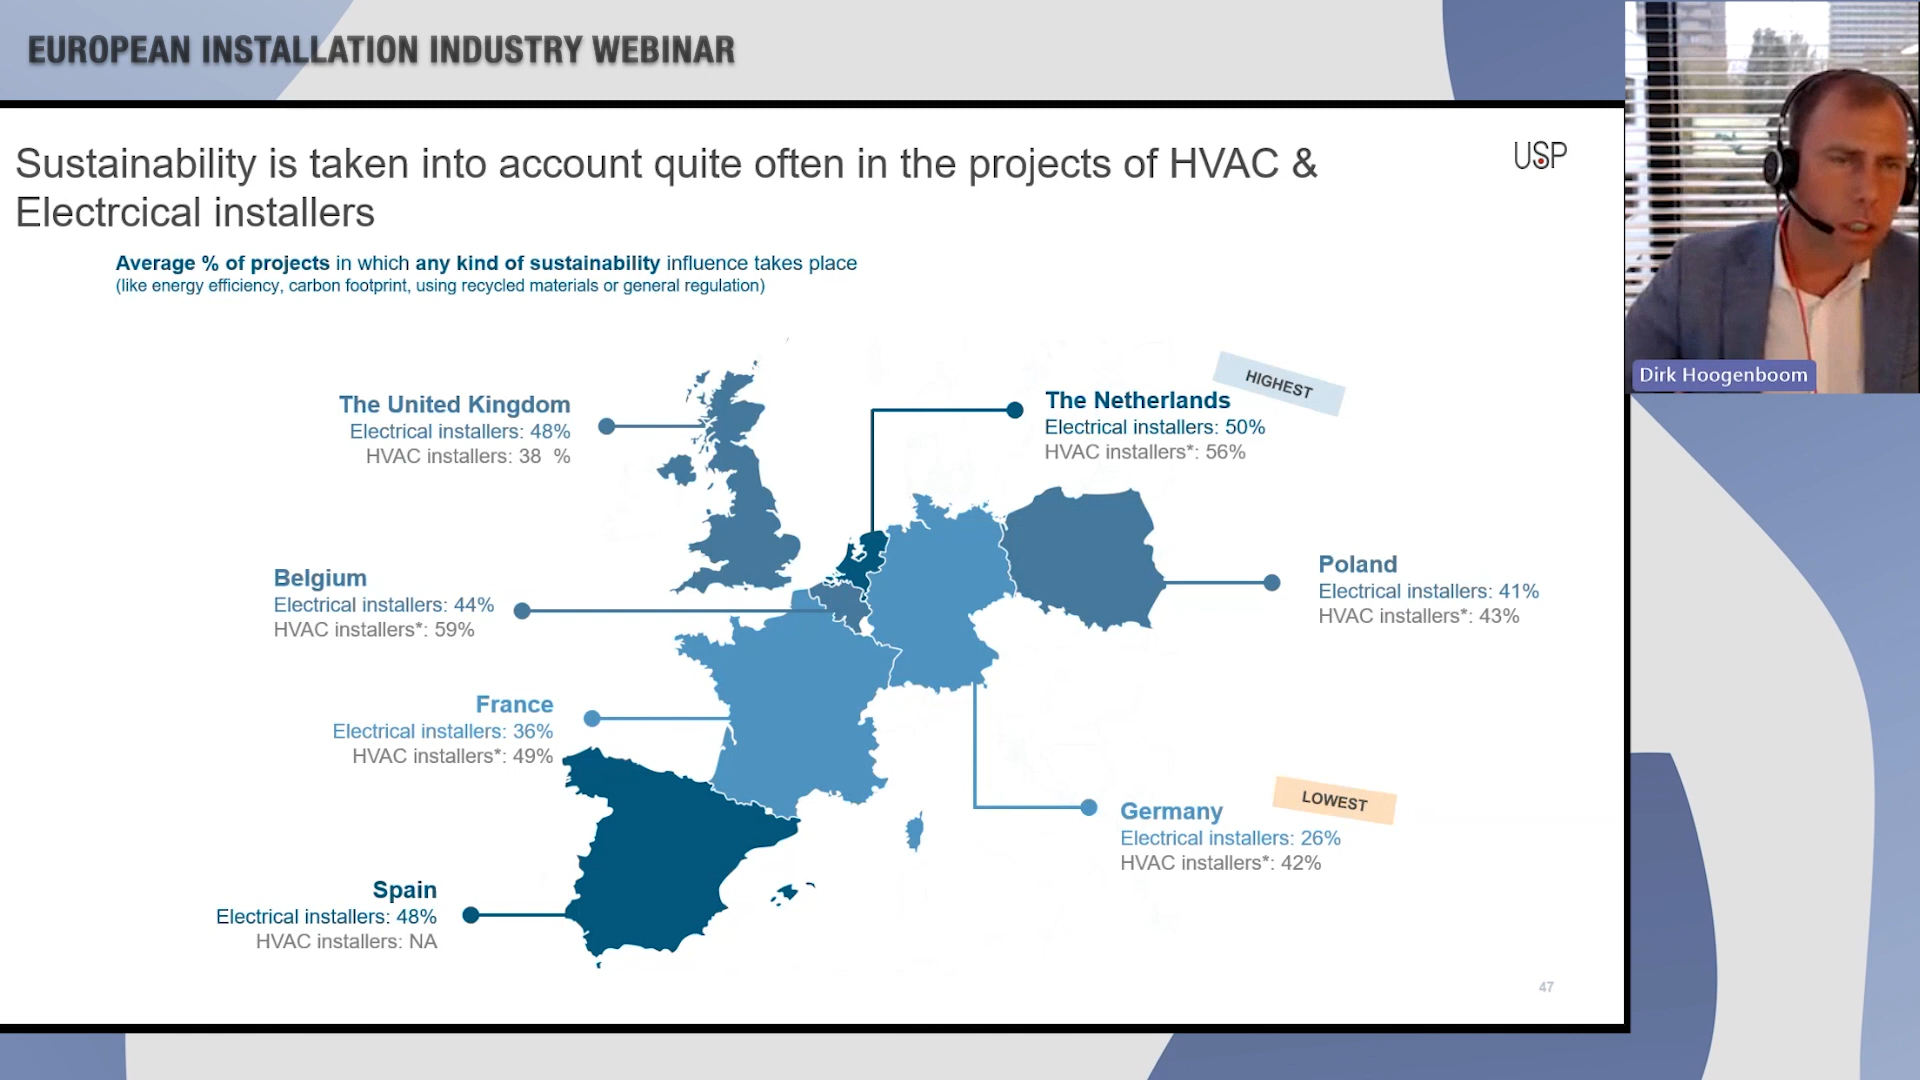 EUROPEAN INSTALLATION INDUSTRY WEBINAR
Sustainability is taken into account quite often in the projects of HVAC &
Electrcical installers
USP
Average % of projects in which any kind of sustainability influence takes place
(like energy efficiency, carbon footprint, using recycled materials or general regulation)
Dirk Hoogenboom
The United Kingdom
Electrical installers: 48%
HVAC installers: 38 %
HIGHEST
The Netherlands
Electrical installers: 50%
HVAC installers*: 56%
Belgium
Electrical installers: 44%
HVAC installers*: 59%
Poland
Electrical installers: 41%
HVAC installers*: 43%
France
Electrical installers: 36%
HVAC installers*: 49%
LOWEST
Germany
Electrical installers: 26%
HVAC installers*: 42%
Spain
Electrical installers: 48%
HVAC installers: NA
47